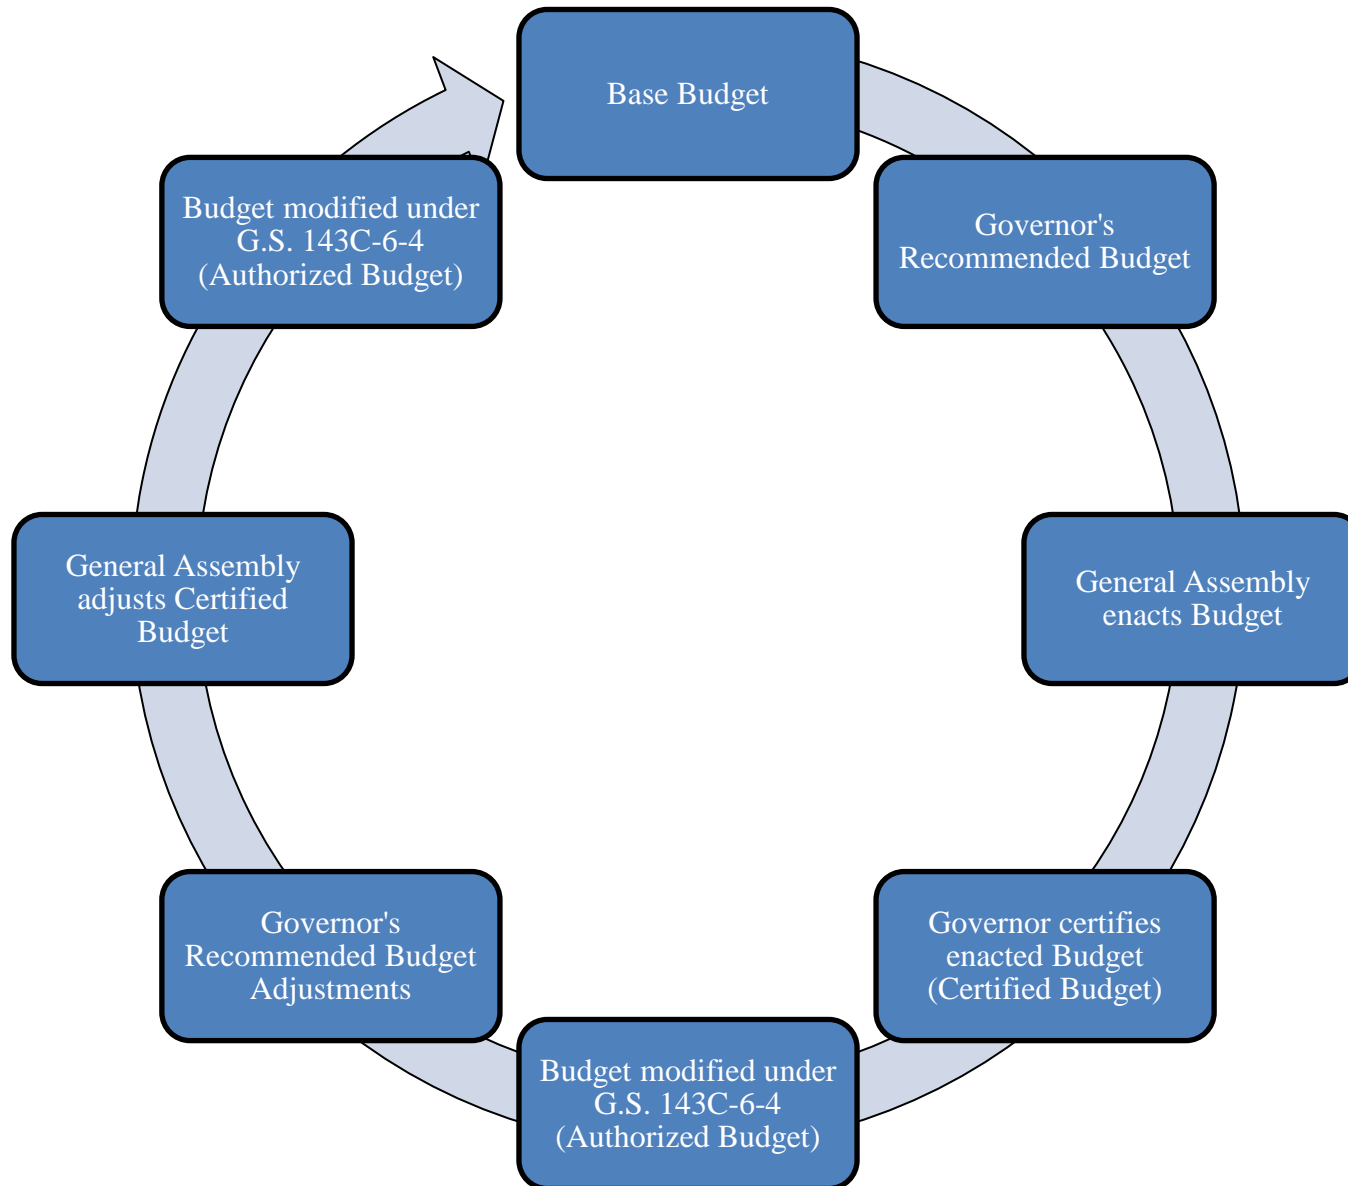 Base Budget
Governor's
Recommended Budget
General Assembly
enacts Budget
Governor certifies
enacted Budget
(Certified Budget)
Budget modified under
G.S. 143C-6-4
(Authorized Budget)
Governor's
Recommended Budget
Adjustments
General Assembly
adjusts Certified
Budget
Budget modified under
G.S. 143C-6-4
(Authorized Budget)